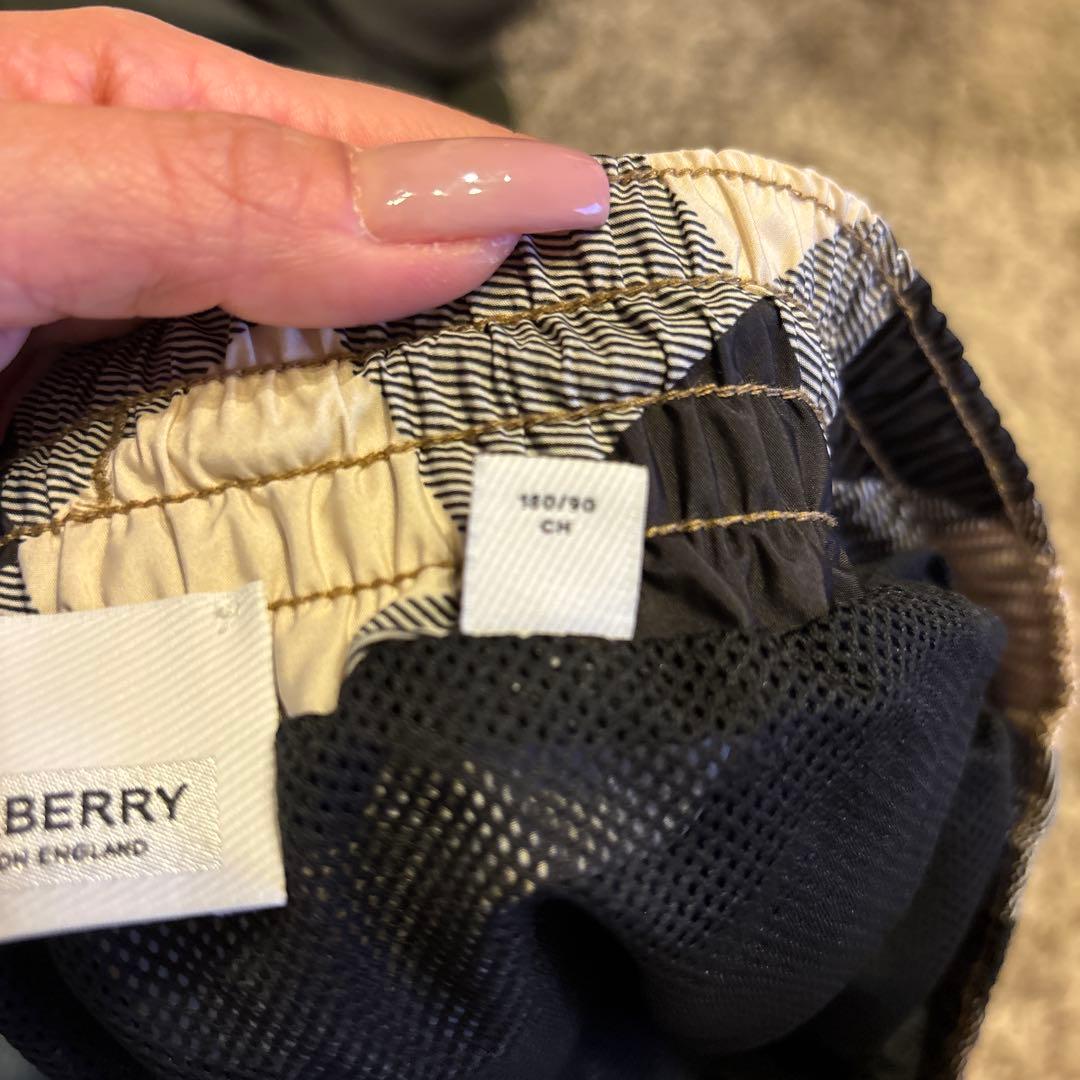 180/90
CH
BERRY
ON ENGLAND